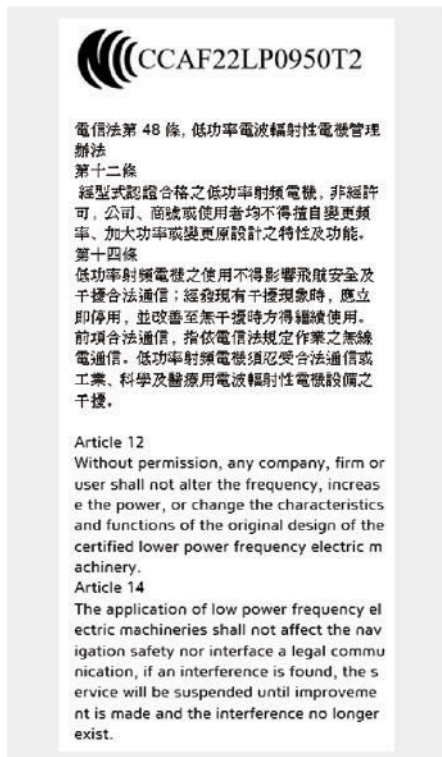 CCAF22LP0950T2
電信法第 48 條, 低功率電波輻射性電機管理
辦法
第十二條
經型式認證合格之低功率射頻電機, 非經許
可, 公司、商號或使用者均不得擅自變更頻
率、加大功率或變更原設計之特性及功能。
第十四條
低功率射頻電機之使用不得影響飛航安全及
干擾合法通信；經發現有干擾現象時, 應立
即停用, 並改善至無干擾時方得繼續使用。
前項合法通信, 指依電信法規定作業之無線
電通信。低功率射頻電機須忍受合法通信或
工業、科學及醫療用電波輻射性電機設備之
干擾。
Article 12
Without permission, any company, firm or
user shall not alter the frequency, increas
e the power, or change the characteristics
and functions of the original design of the
certified lower power frequency electric m
achinery.
Article 14
The application of low power frequency el
ectric machineries shall not affect the nav
igation safety nor interface a legal commu
nication, if an interference is found, the s
ervice will be suspended until improveme
nt is made and the interference no longer
exist.